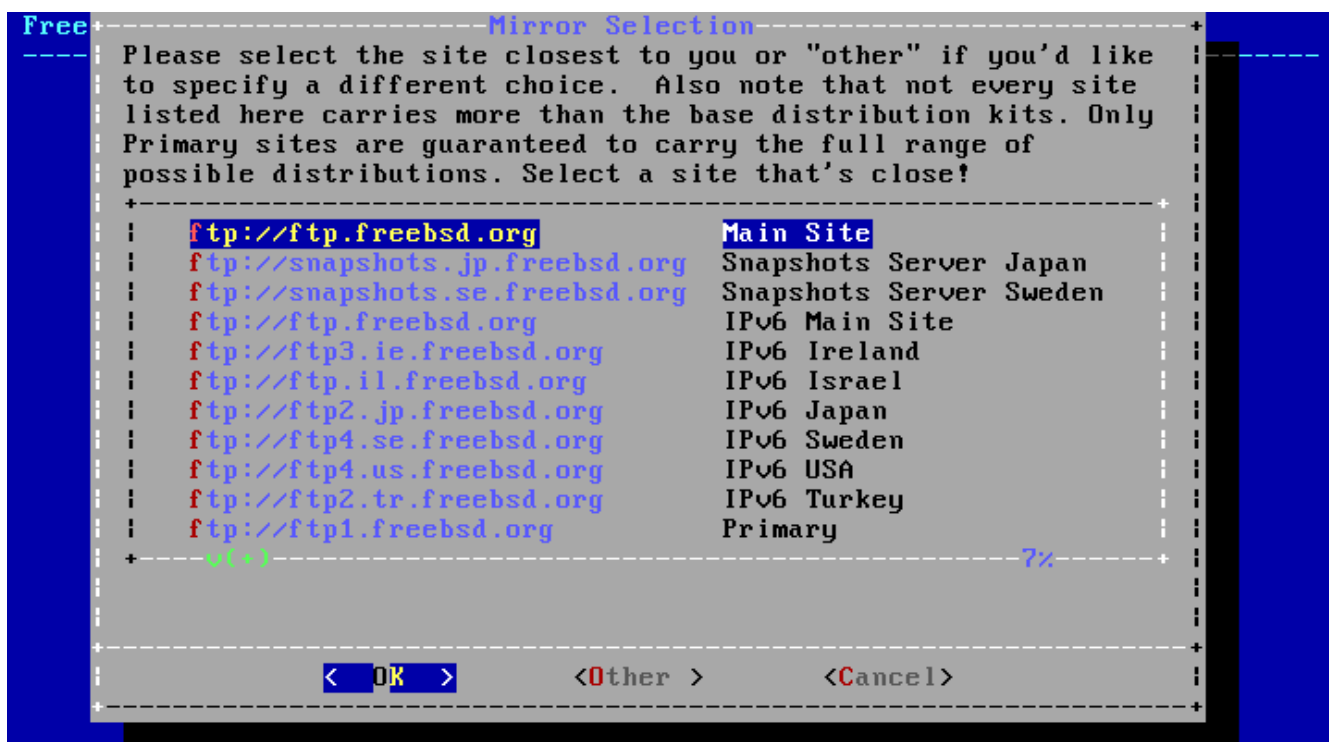 Free
Mirror Selection
Please select the site closest to you or "other" if you'd like
to specify a different choice.  Also note that not every site
listed here carries more than the base distribution kits. Only
Primary sites are guaranteed to carry the full range of
possible distributions. Select a site that's close!
ftp://ftp.freebsd.org Main Site
ftp://snapshots.jp.freebsd.org Snapshots Server Japan
ftp://snapshots.se.freebsd.org Snapshots Server Sweden
ftp://ftp.freebsd.org IPv6 Main Site
ftp://ftp3.ie.freebsd.org IPv6 Ireland
ftp://ftp.il.freebsd.org IPv6 Israel
ftp://ftp2.jp.freebsd.org IPv6 Japan
ftp://ftp4.se.freebsd.org IPv6 Sweden
ftp://ftp4.us.freebsd.org IPv6 USA
ftp://ftp2.tr.freebsd.org IPv6 Turkey
ftp://ftp1.freebsd.org Primary
v(+) 7%
<  OK  > <Other > <Cancel>